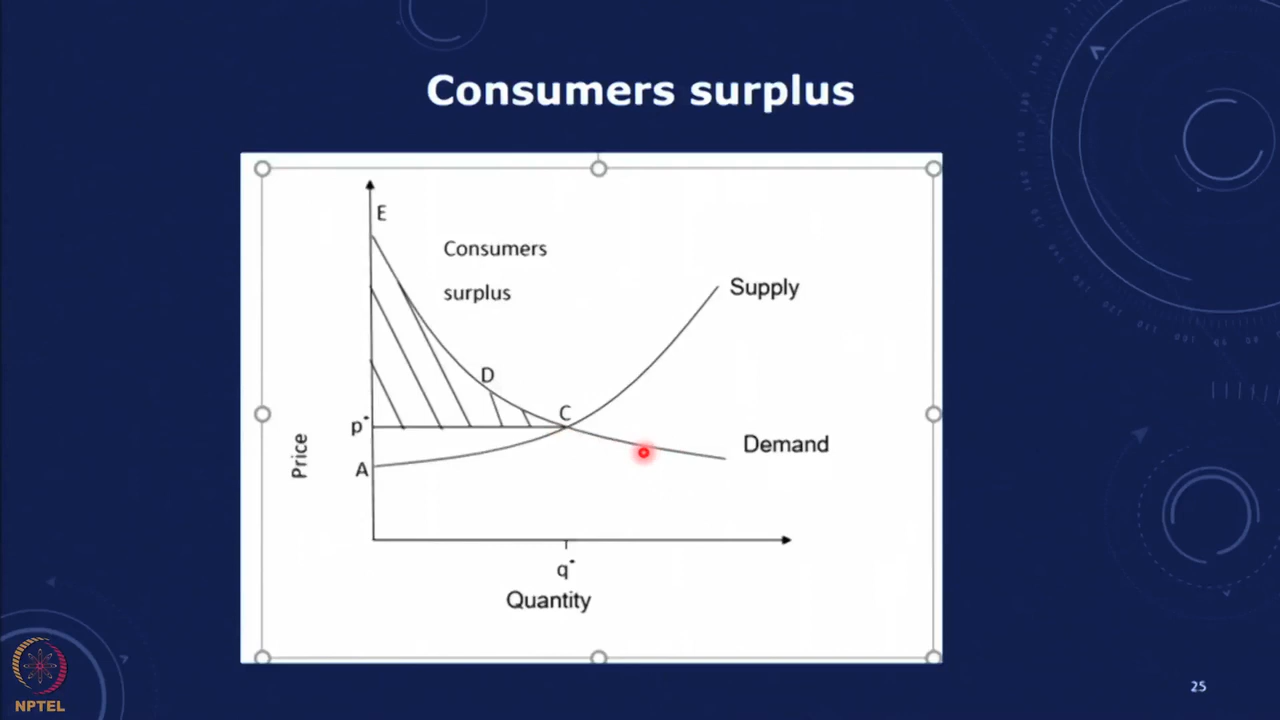 Consumers surplus
E
Consumers
surplus
Supply
D
C
p*
Demand
A
Price
q*
Quantity
25
NPTEL